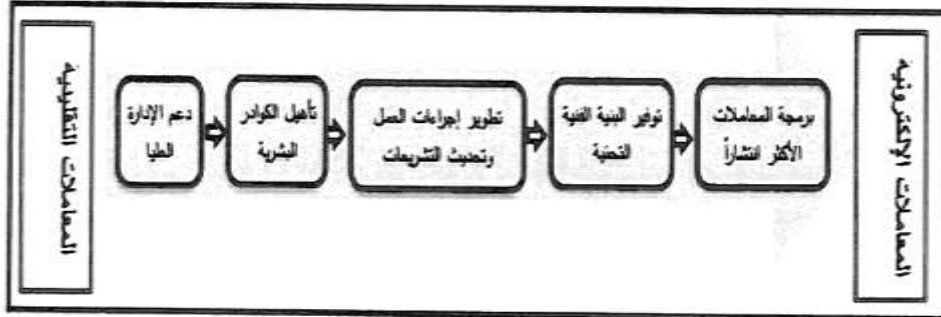 المعاملات الإلكترونية
برمجة المعاملات
الأكثر انتشاراً
توفير البنية الفنية
التحتية
تطوير إجراءات العمل
وتحديث التشريعات
تأهيل الكوادر
البشرية
دعم الإدارة
العليا
المعاملات التقليدية